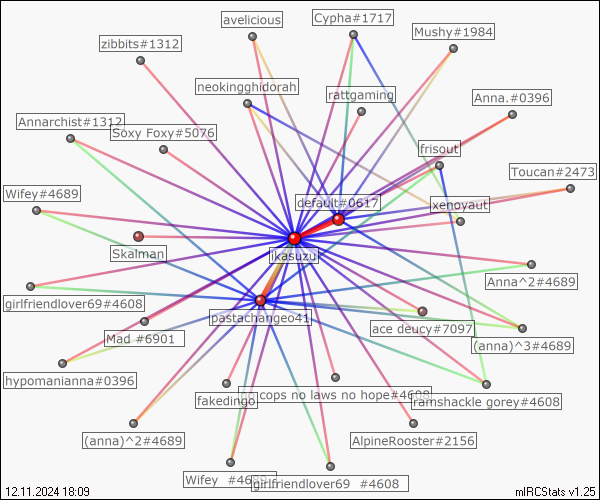 avelicious
Cypha#1717
Mushy#1984
zibbits#1312
neokingghidorah
rattgaming
Anna.#0396
Annarchist#1312
Soxy Foxy#5076
frisout
Toucan#2473
Wifey#4689
default#0617
xenoyaut
Skalman
ikasuzui
Anna^2#4689
girlfriendlover69#4608
pastachangeo41
ace deucy#7097
Mad #6901
(anna)^3#4689
hypomanianna#0396
fakedingo
cops no laws no hope#4608
ramshackle gorey#4608
(anna)^2#4689
AlpineRooster#2156
Wifey #4689
girlfriendlover69 #4608
12.11.2024 18:09
mIRCStats v1.25